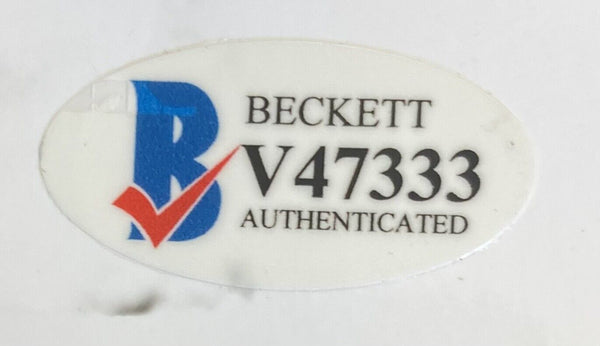 B
BECKETT
V47333
AUTHENTICATED